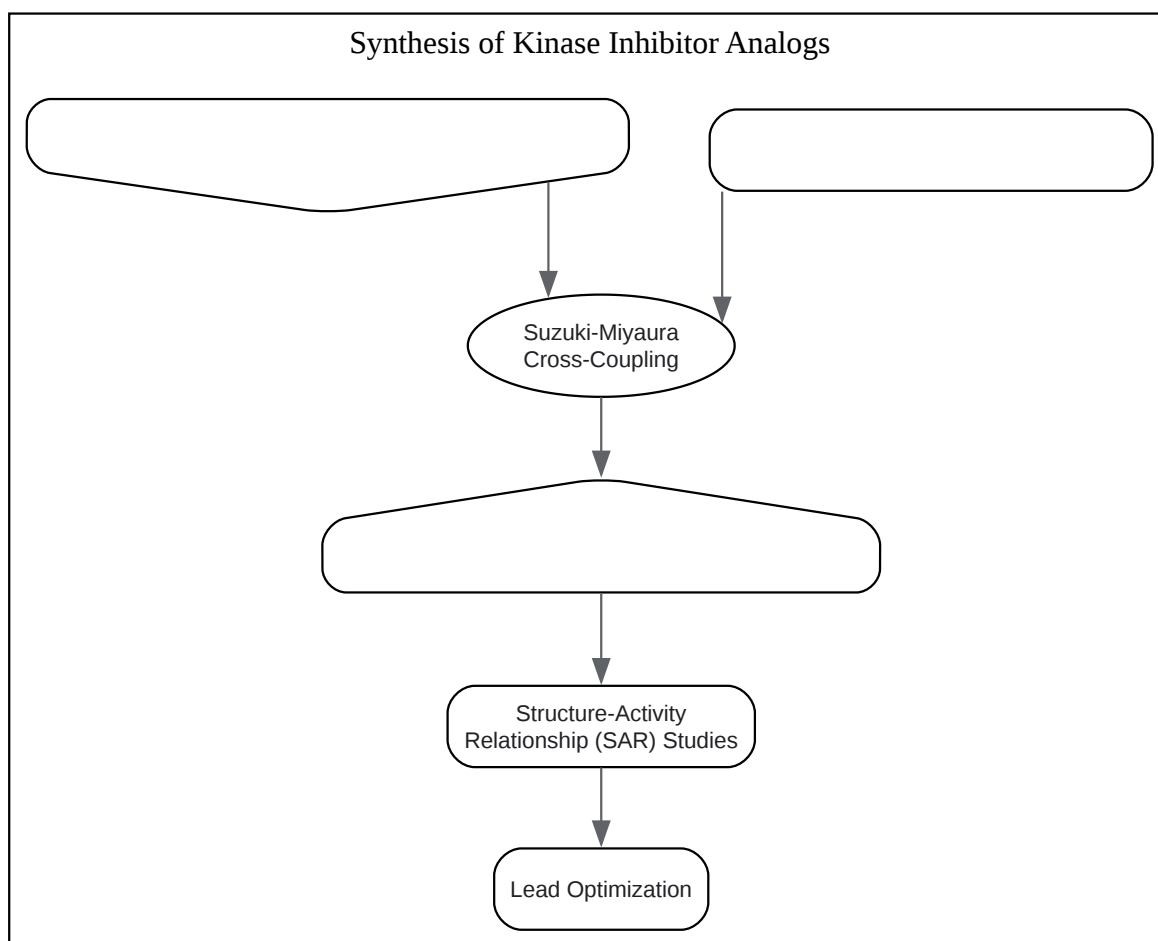 Synthesis of Kinase Inhibitor Analogs
Suzuki-Miyaura
Cross-Coupling
Structure-Activity
Relationship (SAR) Studies
Lead Optimization